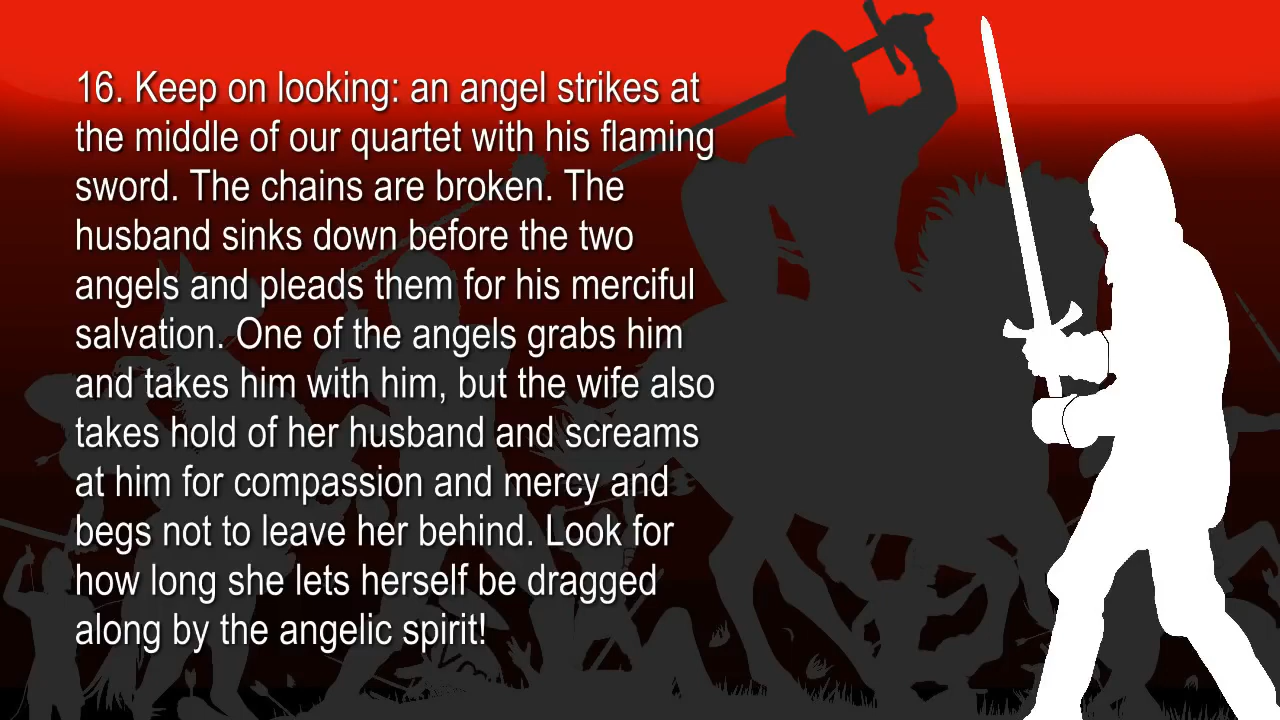 16. Keep on looking: an angel strikes at
the middle of our quartet with his flaming
sword. The chains are broken. The
husband sinks down before the two
angels and pleads them for his merciful
salvation. One of the angels grabs him
and takes him with him, but the wife also
takes hold of her husband and screams
at him for compassion and mercy and
begs not to leave her behind. Look for
how long she lets herself be dragged
along by the angelic spirit!